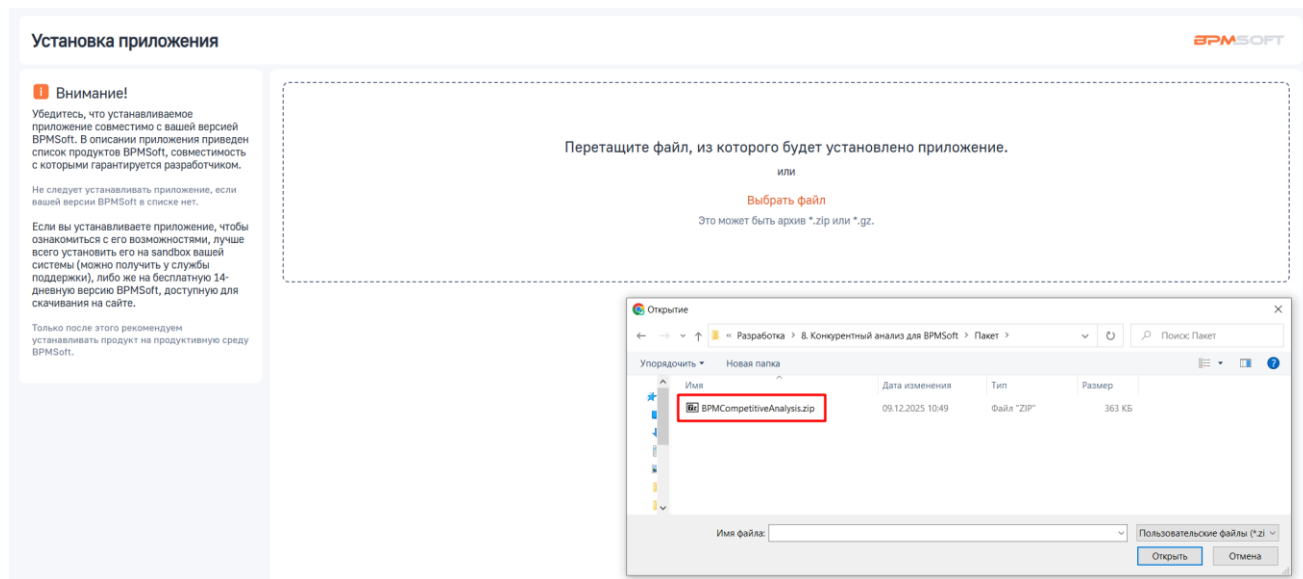 Установка приложения
BPMSOFT
Внимание!
Убедитесь, что устанавливаемое
приложение совместимо с вашей версией
BPMSoft. В описании приложения приведен
список продуктов BPMSoft, совместимость
с которыми гарантируется разработчиком.
Не следует устанавливать приложение, если
вашей версии BPMSoft в списке нет.
Если вы устанавливаете приложение, чтобы
ознакомиться с его возможностями, лучше
всего установить его на sandbox вашей
системы (можно получить у службы
поддержки), либо же на бесплатную 14-
дневную версию BPMSoft, доступную для
скачивания на сайте.
Только после этого рекомендуем
устанавливать продукт на продуктивную среду
BPMSoft.
Перетащите файл, из которого будет установлено приложение.
или
Выбрать файл
Это может быть архив *.zip или *.gz.
Открытие
« Разработка > 8. Конкурентный анализ для BPMSoft > Пакет >
Поиск: Пакет
Упорядочить Новая папка
Имя Дата изменения Тип Размер
BPMCompetitiveAnalysis.zip 09.12.2025 10:49 Файл "ZIP" 363 КБ
Имя файла: Пользовательские файлы (*.zi
Открыть Отмена